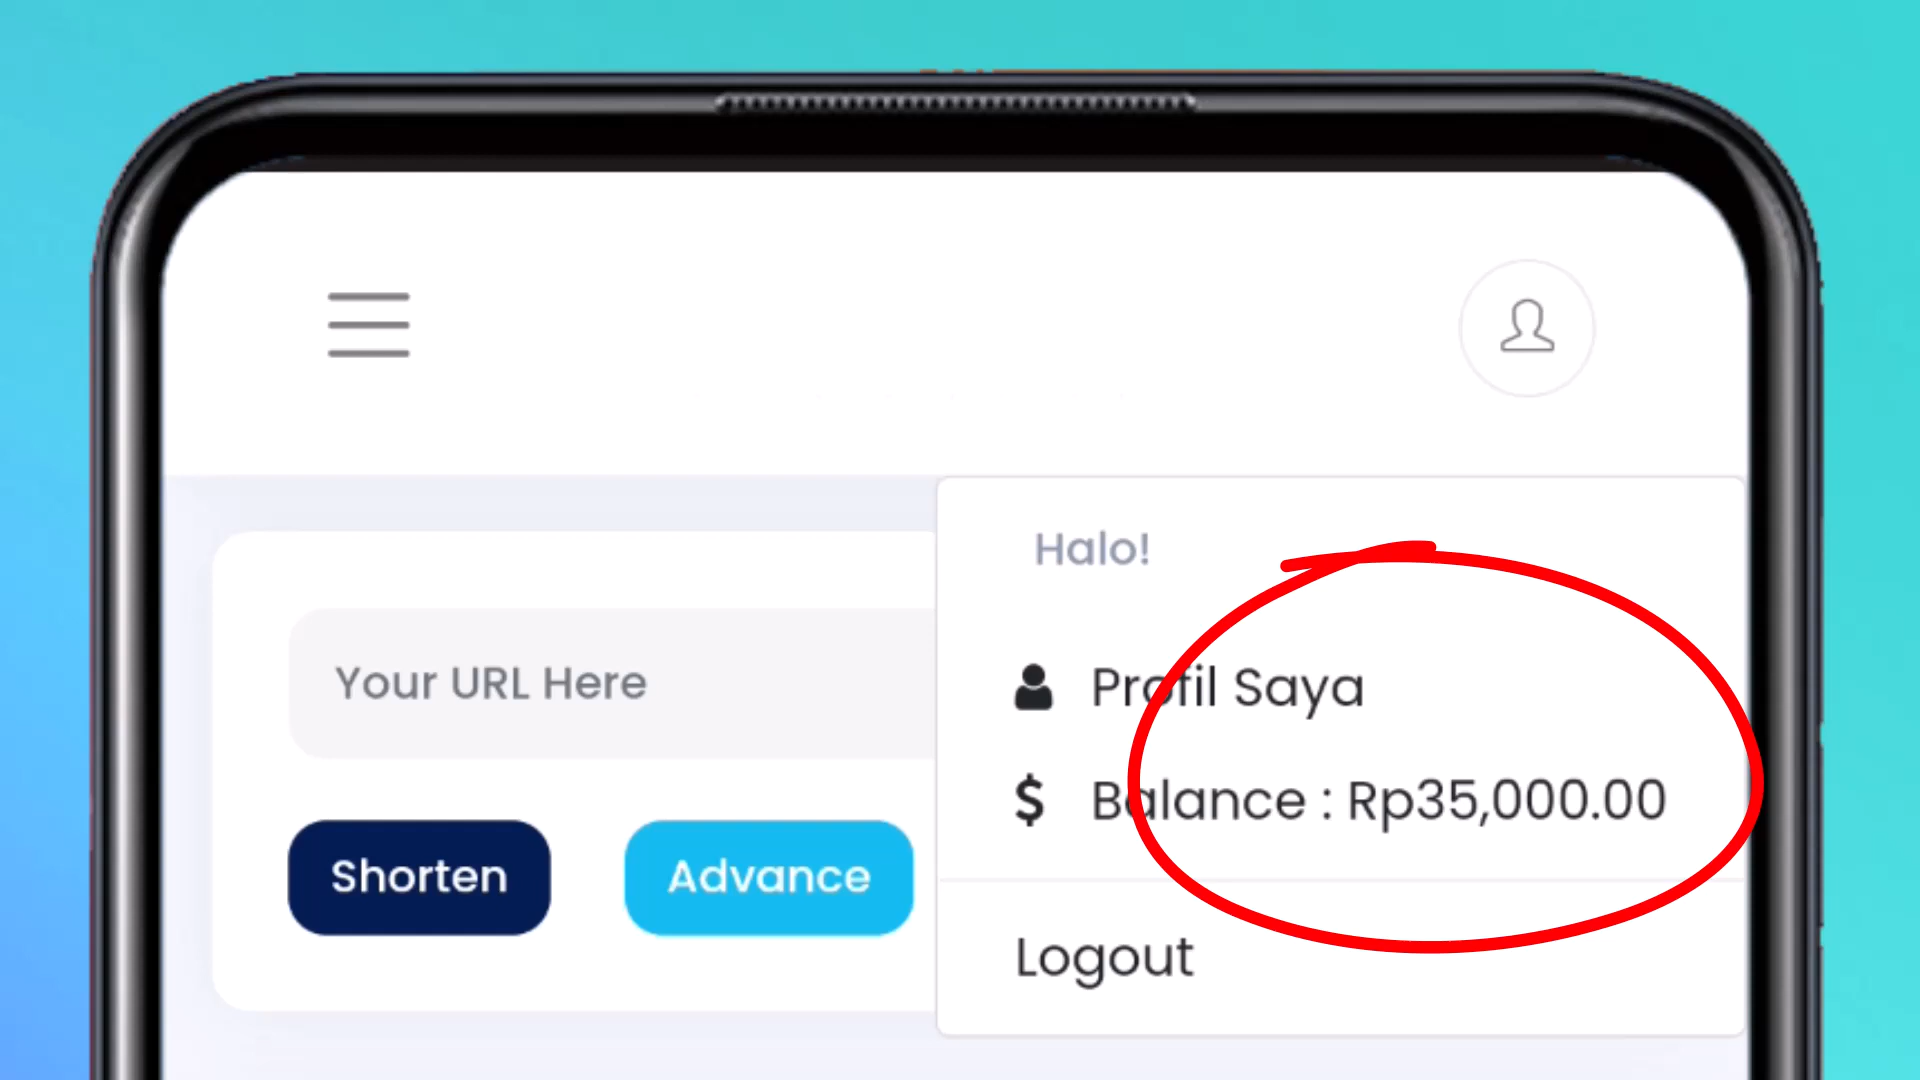 Halo!
Your URL Here
Profil Saya
$ Balance : Rp35,000.00
Shorten
Advance
Logout